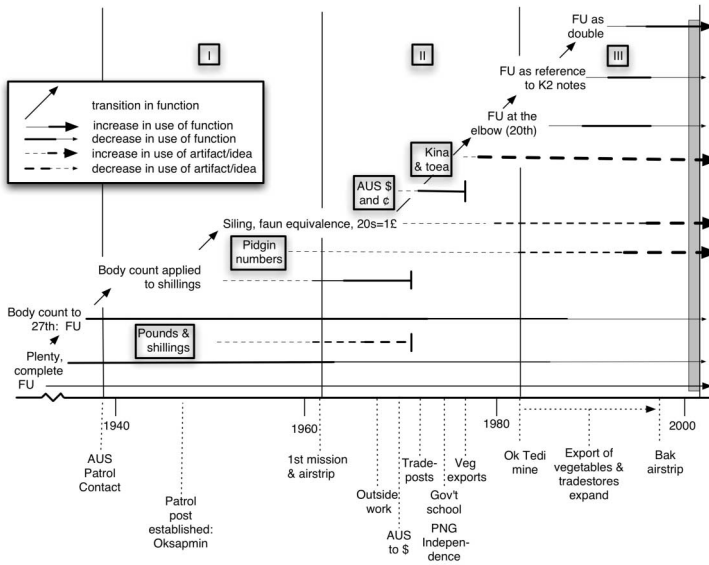 FU as
double
I
II
III
FU as reference
to K2 notes
transition in function
increase in use of function
decrease in use of function
increase in use of artifact/idea
decrease in use of artifact/idea
FU at the
elbow (20th)
Kina
& toea
AUS $
and ¢
Siling, faun equivalence, 20s=1£
Pidgin
numbers
Body count applied
to shillings
Body count to
27th: FU
Pounds &
shillings
Plenty,
complete
FU
1940
1960
1980
2000
AUS
Patrol
Contact
Patrol
post
established:
Oksapmin
1st mission
& airstrip
Outside
work
AUS
to $
Trade-
posts
Gov't
school
PNG
Indepen-
dence
Veg
exports
Ok Tedi
mine
Export of
vegetables &
tradestores
expand
Bak
airstrip